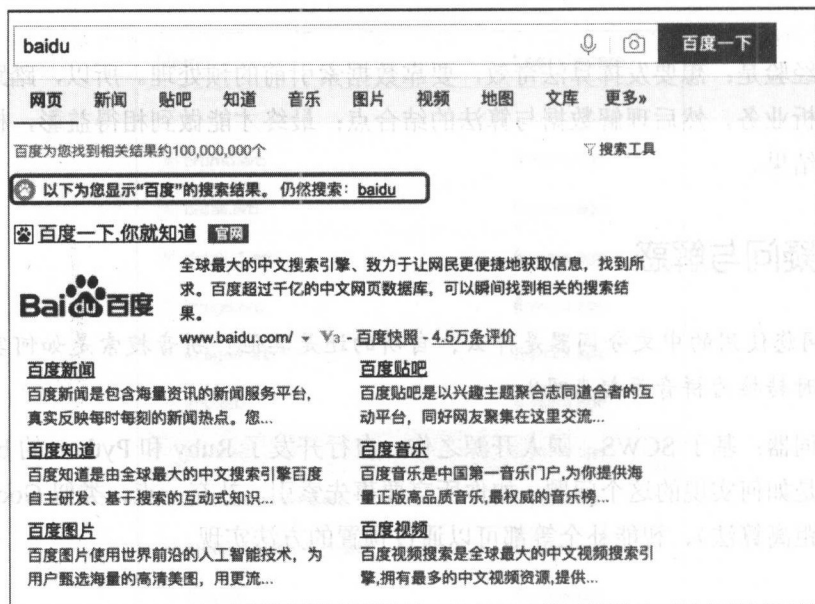 baidu
百度一下
网页 新闻 贴吧 知道 音乐 图片 视频 地图 文库 更多»
百度为您找到相关结果约100,000,000个
搜索工具
以下为您显示“百度”的搜索结果。仍然搜索：baidu
百度一下,你就知道 官网
全球最大的中文搜索引擎、致力于让网民更便捷地获取信息，找到所
求。百度超过千亿的中文网页数据库，可以瞬间找到相关的搜索结
果。
Bai du 百度
www.baidu.com/ - 百度快照 - 4.5万条评价
百度新闻
百度新闻是包含海量资讯的新闻服务平台,
真实反映每时每刻的新闻热点。您...
百度贴吧
百度贴吧是以兴趣主题聚合志同道合者的互
动平台，同好网友聚集在这里交流...
百度知道
百度知道是由全球最大的中文搜索引擎百度
自主研发、基于搜索的互动式知识...
百度音乐
百度音乐是中国第一音乐门户,为你提供海
量正版高品质音乐,最权威的音乐榜...
百度图片
百度图片使用世界前沿的人工智能技术，为
用户甄选海量的高清美图，用更流...
百度视频
百度视频搜索是全球最大的中文视频搜索引
擎,拥有最多的中文视频资源,提供...